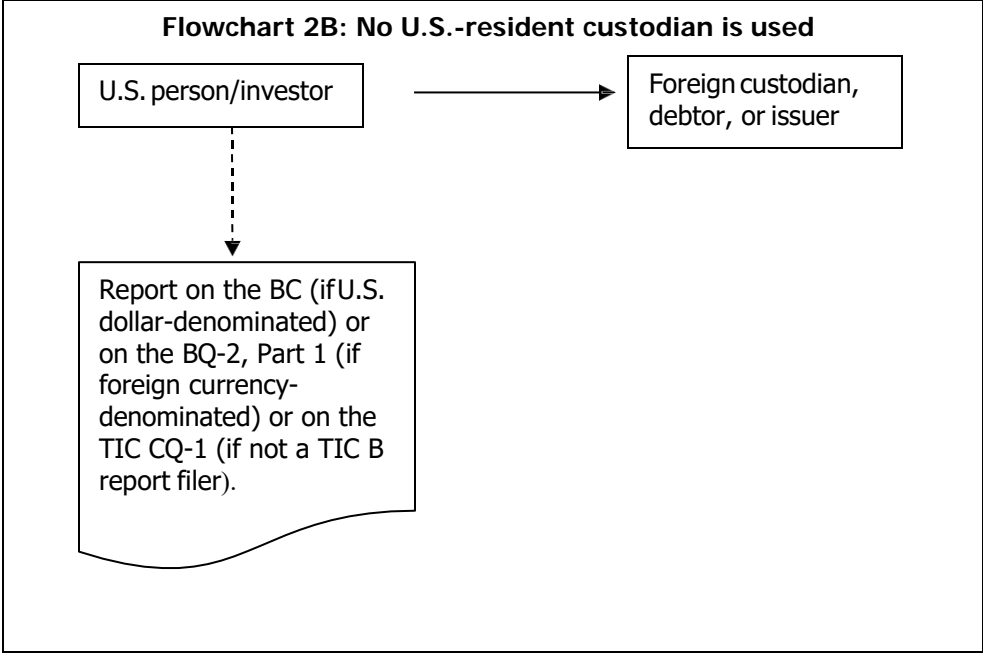 Flowchart 2B: No U.S.-resident custodian is used
U.S. person/investor
Foreign custodian,
debtor, or issuer
Report on the BC (if U.S.
dollar-denominated) or
on the BQ-2, Part 1 (if
foreign currency-
denominated) or on the
TIC CQ-1 (if not a TIC B
report filer).